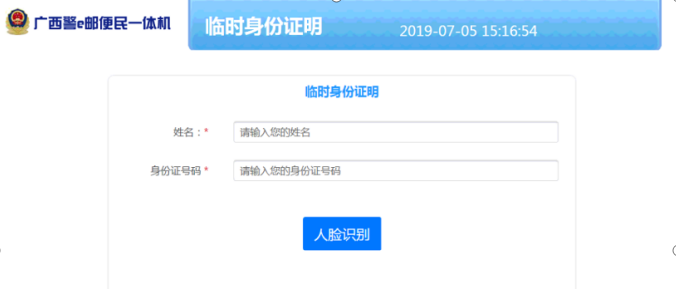 广西警e邮便民一体机
临时身份证明 2019-07-05 15:16:54
临时身份证明
姓名：* 请输入您的姓名
身份证号码 * 请输入您的身份证号码
人脸识别